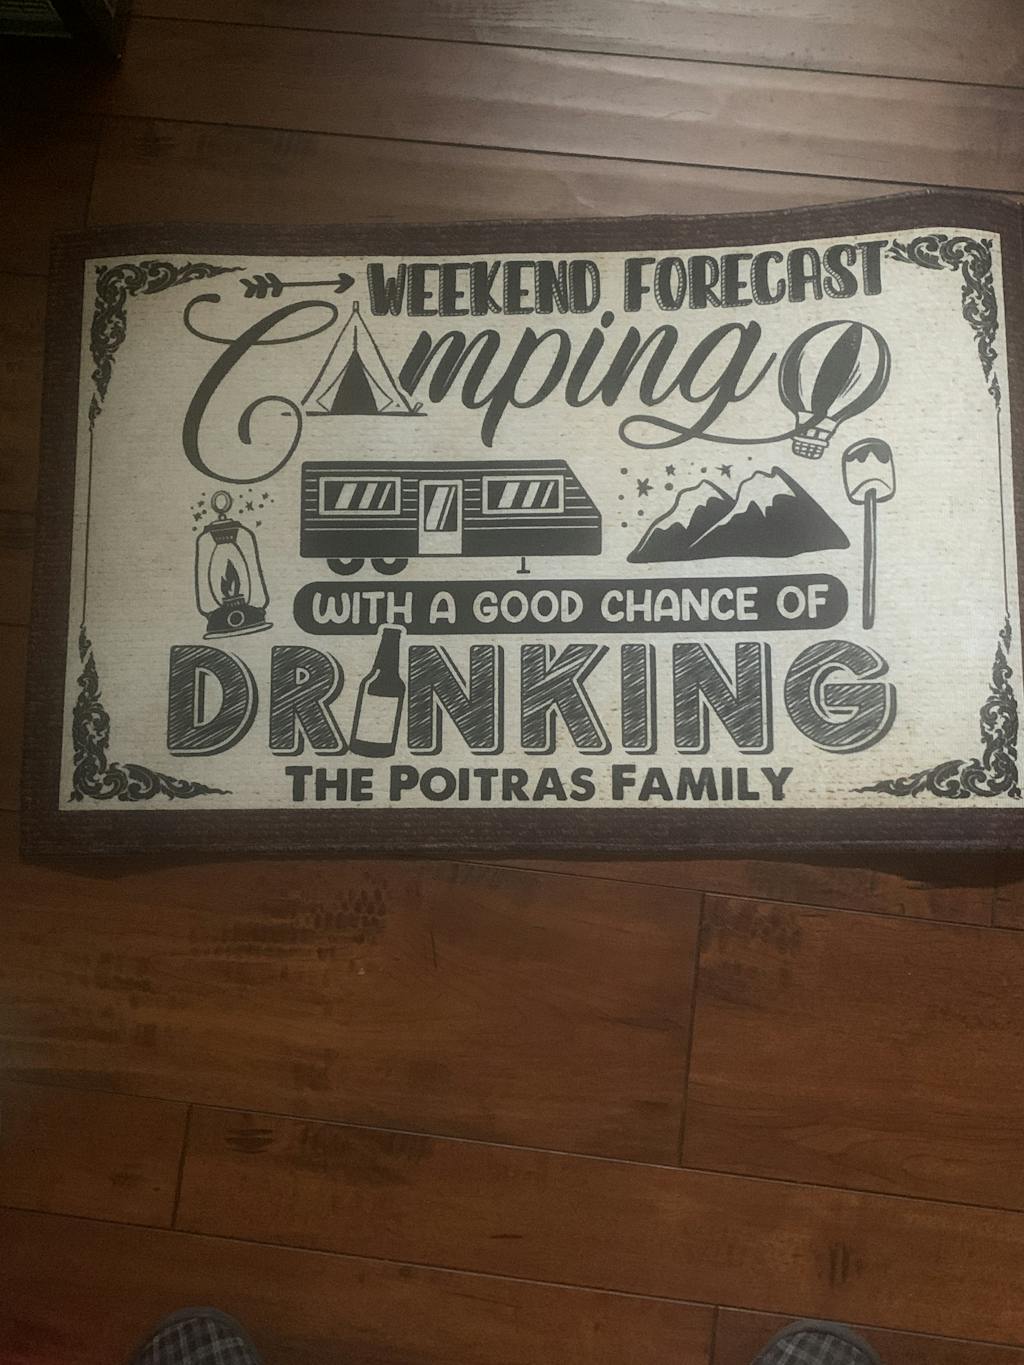 WEEKEND FORECAST
Camping
WITH A GOOD CHANCE OF
DRINKING
THE POITRAS FAMILY